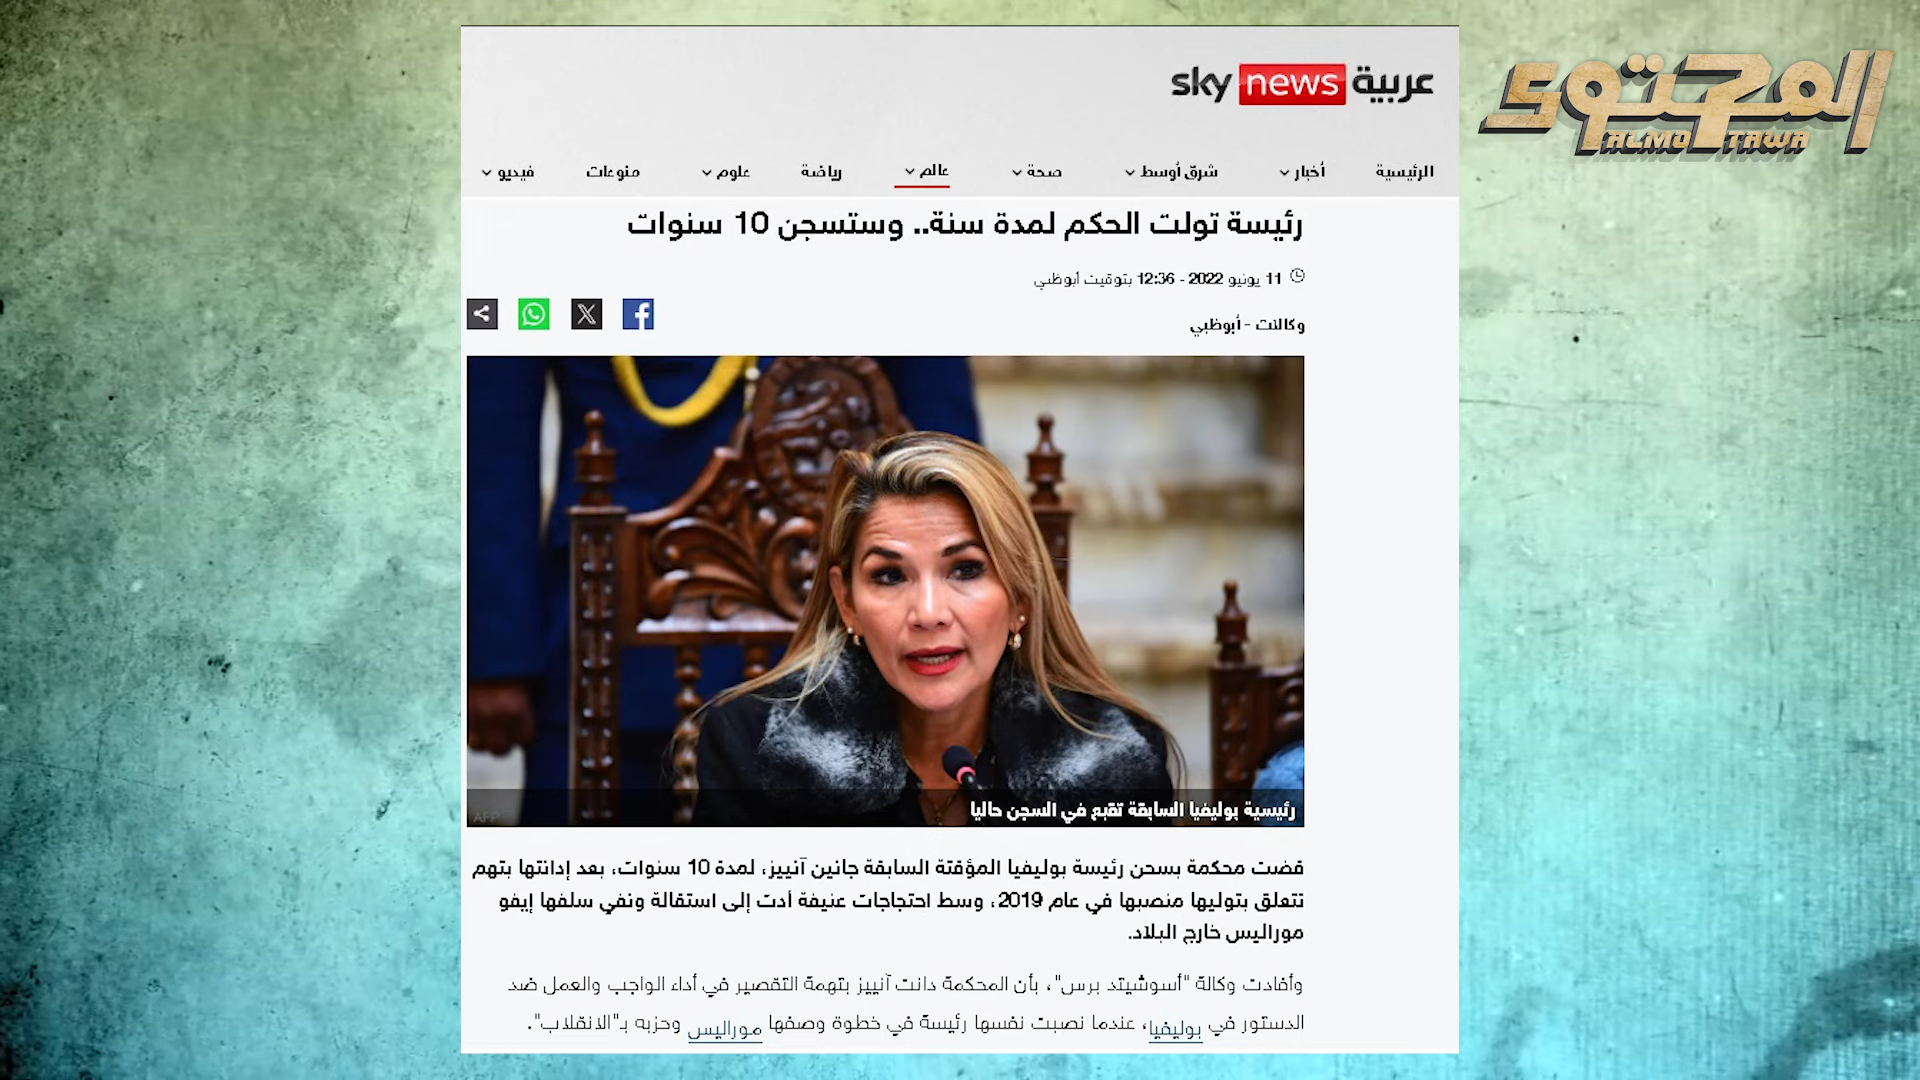 المحتوى
ALMO TAWA
sky news عربية
الرئيسية أخبار شرق أوسط صحة عالم رياضة علوم منوعات فيديو
رئيسة تولت الحكم لمدة سنة.. وستسجن 10 سنوات
11 يونيو 2022 - 12:36 بتوقيت أبوظبي
وكالات - أبوظبي
AFP
رئيسية بوليفيا السابقة تقبع في السجن حاليا
قضت محكمة بسجن رئيسة بوليفيا المؤقتة السابقة جانين آنييز، لمدة 10 سنوات، بعد إدانتها بتهم
تتعلق بتوليها منصبها في عام 2019، وسط احتجاجات عنيفة أدت إلى استقالة ونفي سلفها إيفو
موراليس خارج البلاد.
وأفادت وكالة "أسوشيتد برس"، بأن المحكمة دانت آنييز بتهمة التقصير في أداء الواجب والعمل ضد
الدستور في بوليفيا، عندما نصبت نفسها رئيسة في خطوة وصفها موراليس وحزبه بـ"الانقلاب".